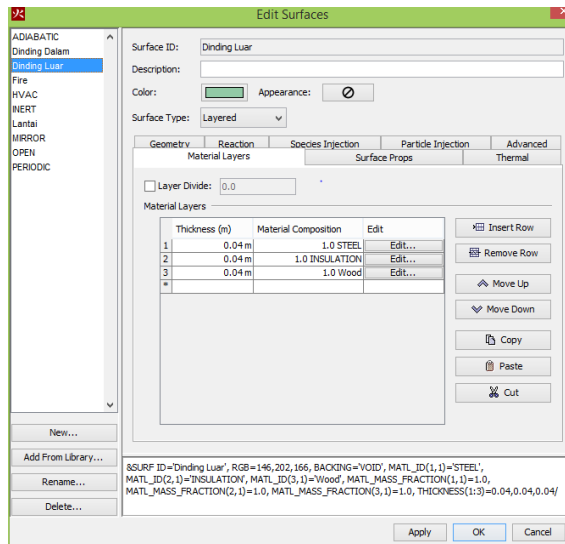 火
Edit Surfaces
ADIABATIC
Dinding Dalam
Dinding Luar
Fire
HVAC
INERT
Lantai
MIRROR
OPEN
PERIODIC
New...
Add From Library...
Rename...
Delete...
Surface ID: Dinding Luar
Description:
Color: Appearance:
Surface Type: Layered
Geometry Reaction Species Injection Particle Injection Advanced
Material Layers Surface Props Thermal
Layer Divide: 0.0
Material Layers
Thickness (m) Material Composition Edit
1 0.04 m 1.0 STEEL Edit...
2 0.04 m 1.0 INSULATION Edit...
3 0.04 m 1.0 Wood Edit...
*
Insert Row
Remove Row
Move Up
Move Down
Copy
Paste
Cut
&SURF ID='Dinding Luar', RGB=146,202,166, BACKING='VOID', MATL_ID(1,1)='STEEL',
MATL_ID(2,1)='INSULATION', MATL_ID(3,1)='Wood', MATL_MASS_FRACTION(1,1)=1.0,
MATL_MASS_FRACTION(2,1)=1.0, MATL_MASS_FRACTION(3,1)=1.0, THICKNESS(1:3)=0.04,0.04,0.04/
Apply OK Cancel